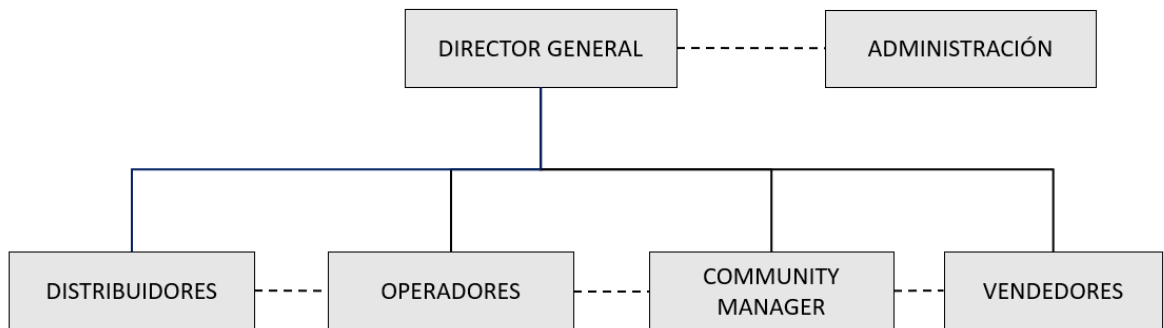 DIRECTOR GENERAL
ADMINISTRACIÓN
DISTRIBUIDORES
OPERADORES
COMMUNITY
MANAGER
VENDEDORES